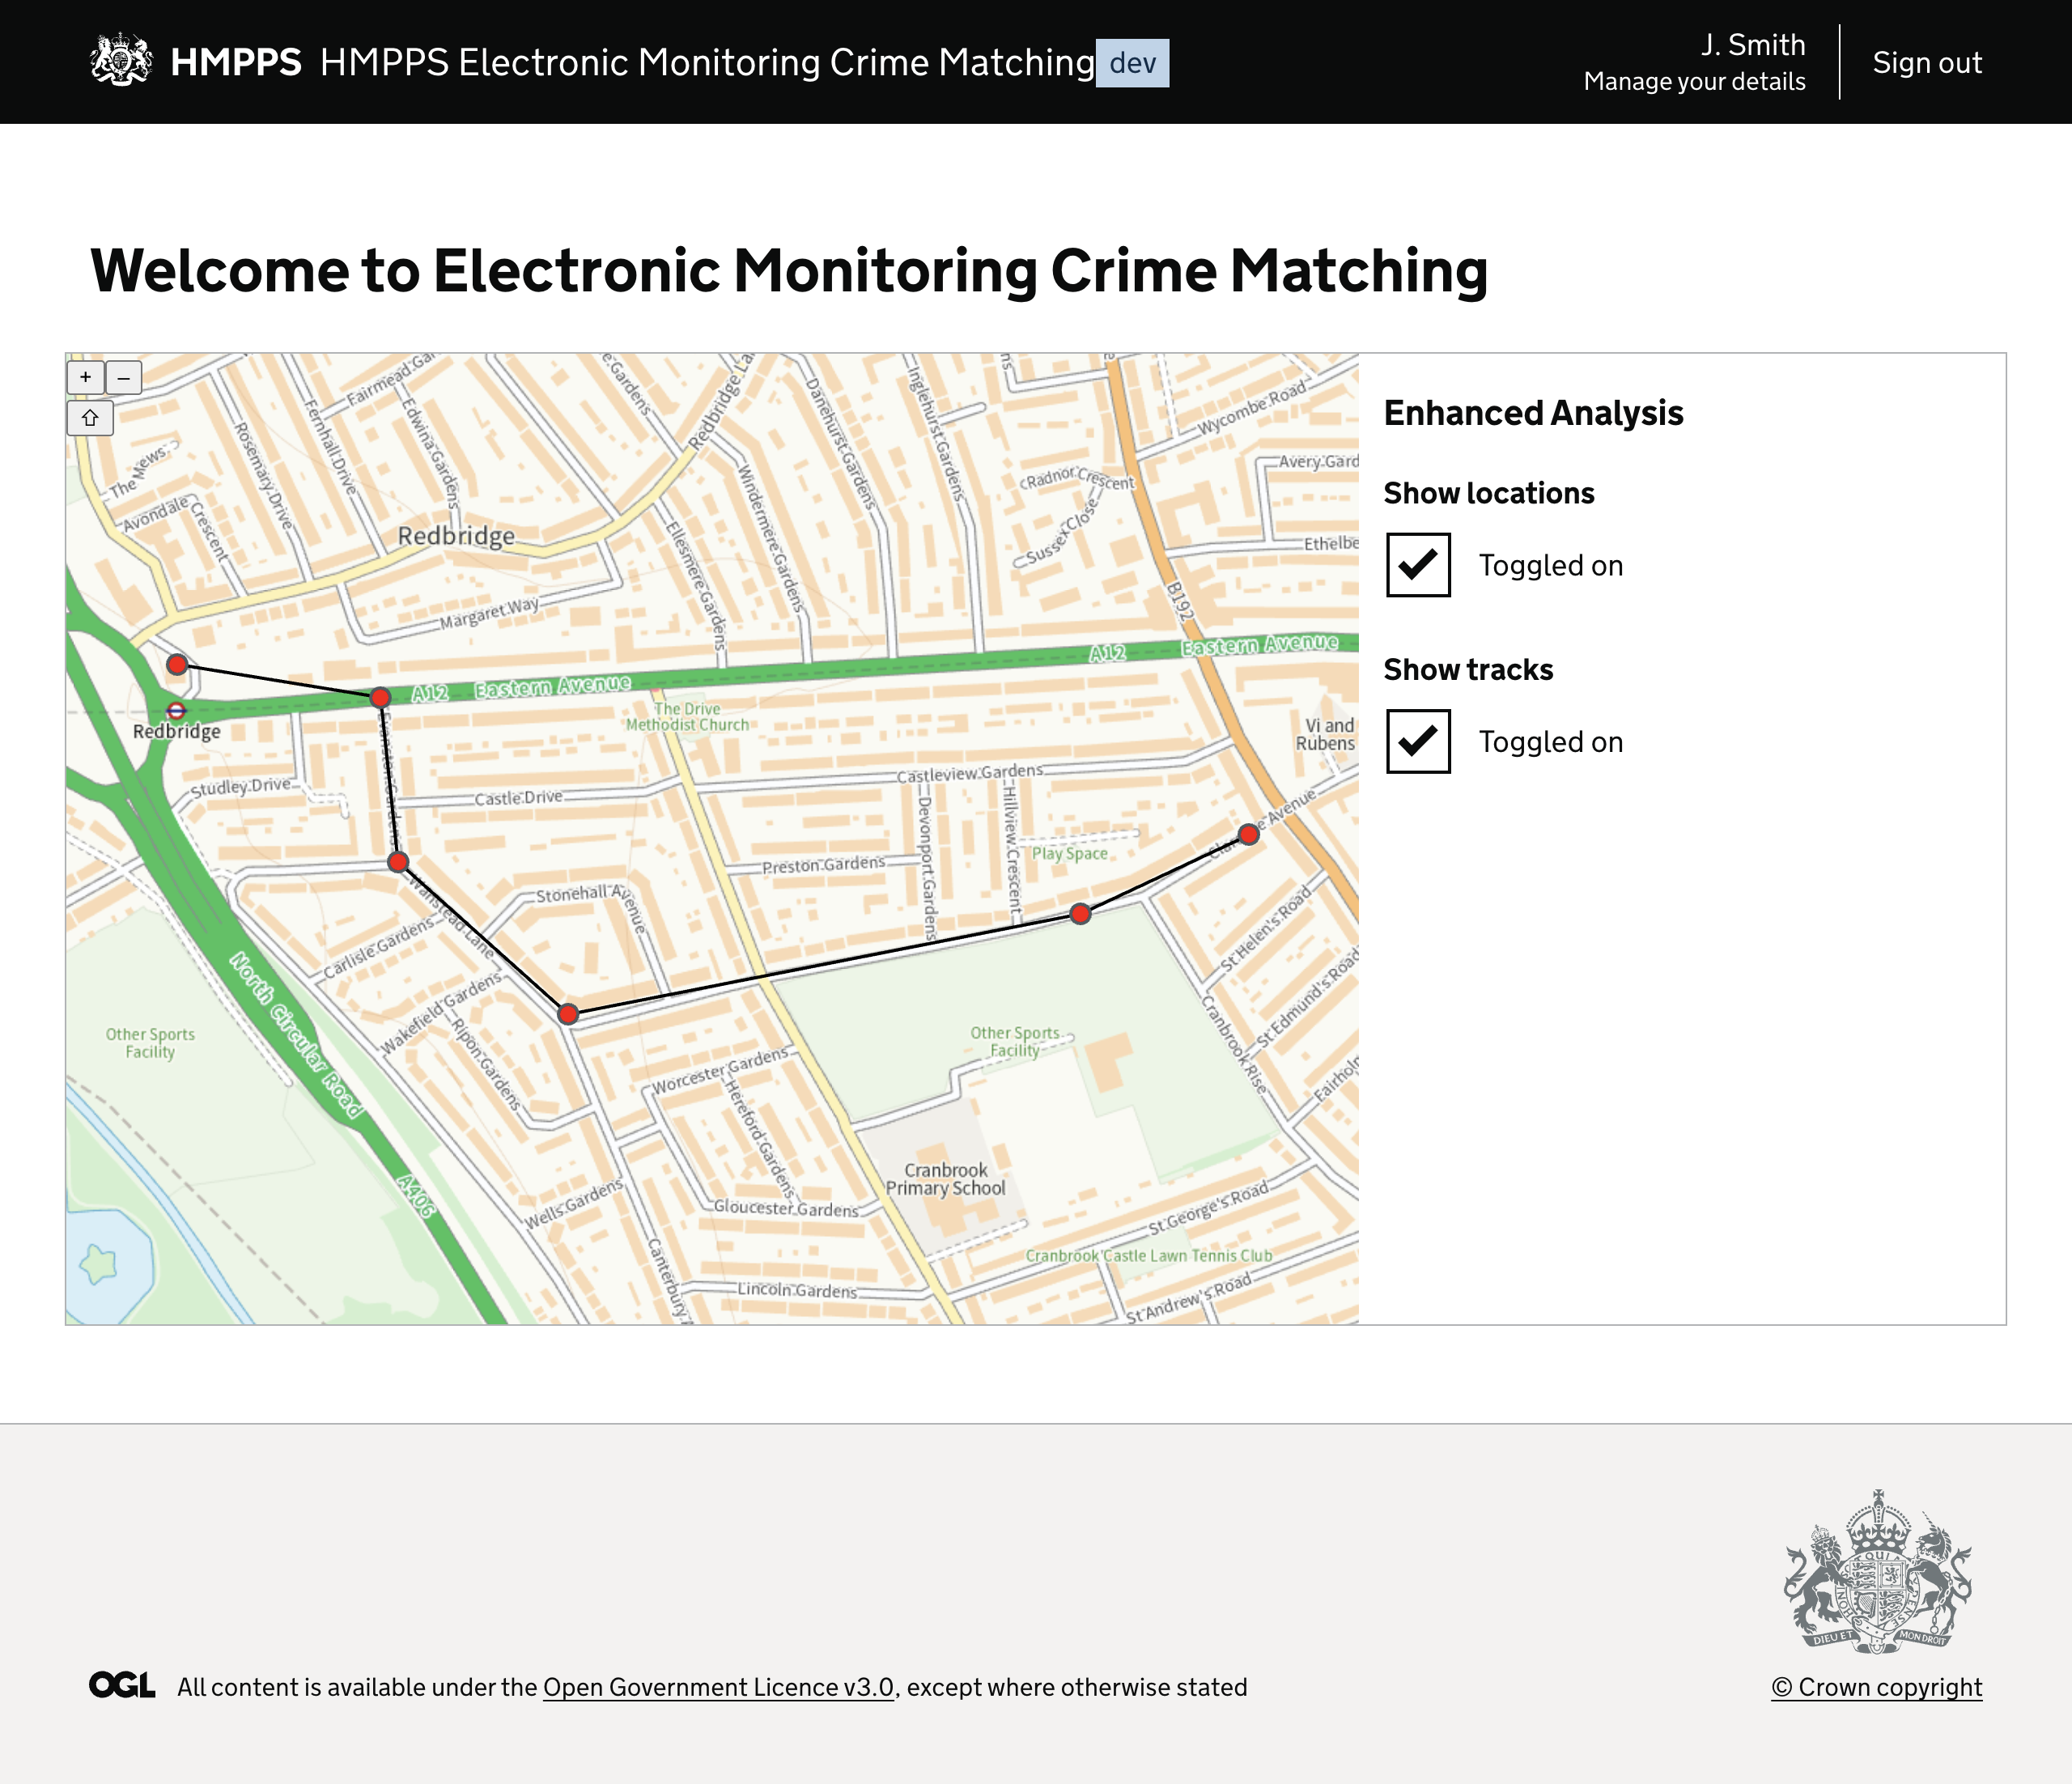 HMPPS HMPPS Electronic Monitoring Crime Matching dev
J. Smith
Manage your details
Sign out
Welcome to Electronic Monitoring Crime Matching
+ –
Fairmead
Redbridge
Gardens
Fernhall Drive
Edwina Gardens
Rosemary Drive
The Mews
Avondale Crescent
Redbridge
Margaret Way
Ellesmere Gardens
Windermere Gardens
Danehurst Gardens
Inglehurst Gardens
Radnor Crescent
Sussex Close
Wycombe Road
Avery Gard
Ethelbe
B192
A12 Eastern Avenue
A12 Eastern Avenue
Redbridge
The Drive
Methodist Church
Vi and
Rubens
Studley Drive
Castle Drive
Castleview Gardens
Devonport Gardens
Hillview Crescent
Play Space
Preston Gardens
Avenue
Stonehall Avenue
Wanstead Lane
Carlisle Gardens
Wakefield Gardens
Ripon Gardens
St Helen's Road
St Edmund's Road
Cranbrook Rise
Fairhol
North Circular Road
Other Sports
Facility
Other Sports
Facility
Worcester Gardens
Hereford Gardens
Cranbrook
Primary School
A406
Wells Gardens
Gloucester Gardens
St George's Road
Cranbrook Castle Lawn Tennis Club
Canterbury
Lincoln Gardens
St Andrew's Road
Enhanced Analysis
Show locations
Toggled on
Show tracks
Toggled on
DIEU ET MON DROIT
OGL All content is available under the Open Government Licence v3.0, except where otherwise stated
© Crown copyright